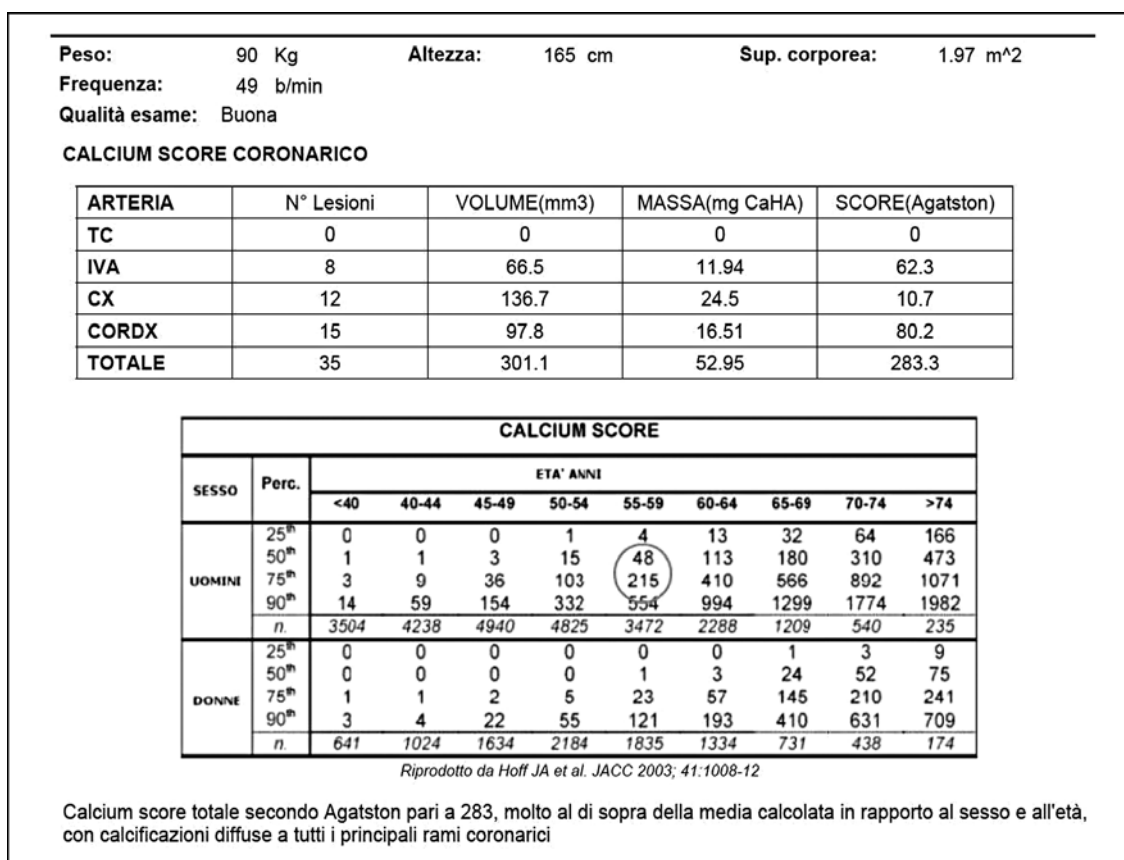 Peso: 90 Kg Altezza: 165 cm Sup. corporea: 1.97 m^2
Frequenza: 49 b/min
Qualità esame: Buona
CALCIUM SCORE CORONARICO
ARTERIA N° Lesioni VOLUME(mm3) MASSA(mg CaHA) SCORE(Agatston)
TC 0 0 0 0
IVA 8 66.5 11.94 62.3
CX 12 136.7 24.5 10.7
CORDX 15 97.8 16.51 80.2
TOTALE 35 301.1 52.95 283.3
CALCIUM SCORE
SESSO Perc. ETA' ANNI
<40 40-44 45-49 50-54 55-59 60-64 65-69 70-74 >74
25th 0 0 0 1 4 13 32 64 166
50th 1 1 3 15 48 113 180 310 473
UOMINI 75th 3 9 36 103 215 410 566 892 1071
90th 14 59 154 332 554 994 1299 1774 1982
n. 3504 4238 4940 4825 3472 2288 1209 540 235
25th 0 0 0 0 0 0 1 3 9
50th 0 0 0 0 1 3 24 52 75
DONNE 75th 1 1 2 5 23 57 145 210 241
90th 3 4 22 55 121 193 410 631 709
n. 641 1024 1634 2184 1835 1334 731 438 174
Riprodotto da Hoff JA et al. JACC 2003; 41:1008-12
Calcium score totale secondo Agatston pari a 283, molto al di sopra della media calcolata in rapporto al sesso e all'età,
con calcificazioni diffuse a tutti i principali rami coronarici